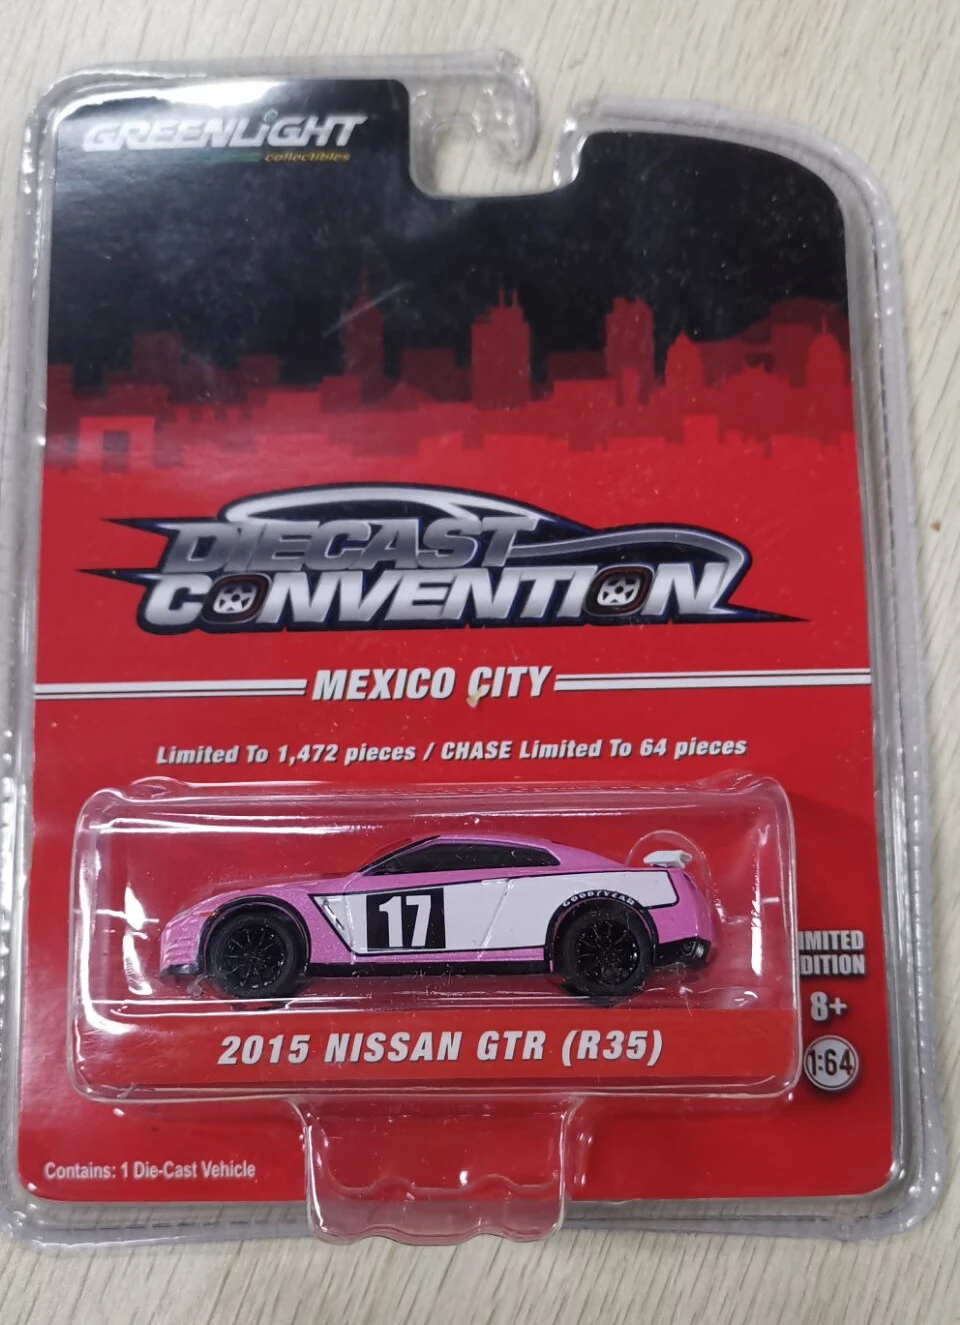 GREENLiGHT
collectibles
DIECAST
CONVENTION
MEXICO CITY
Limited To 1,472 pieces / CHASE Limited To 64 pieces
17
GOODYEAR
IMITED
DITION
8+
1:64
2015 NISSAN GTR (R35)
Contains: 1 Die-Cast Vehicle